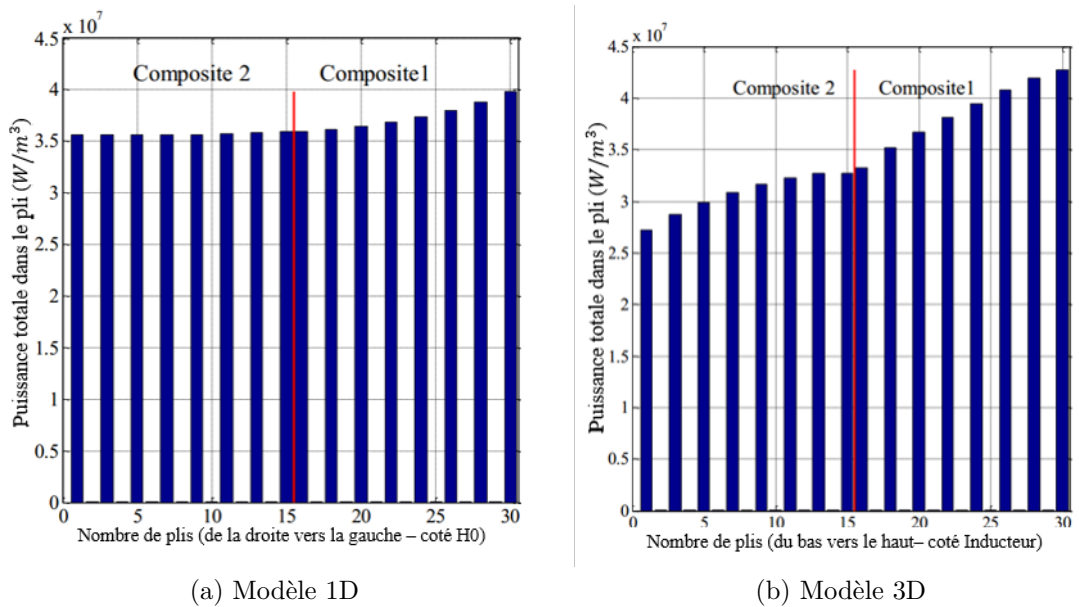 x 10⁷
4.5
4
3.5
3
2.5
2
1.5
1
0.5
0
Puissance totale dans le pli (W/m³)
Composite 2
Composite1
0 5 10 15 20 25 30
Nombre de plis (de la droite vers la gauche – coté H0)
(a) Modèle 1D
x 10⁷
4.5
4
3.5
3
2.5
2
1.5
1
0.5
0
Puissance totale dans le pli (W/m³)
Composite 2
Composite1
0 5 10 15 20 25 30
Nombre de plis (du bas vers le haut– coté Inducteur)
(b) Modèle 3D